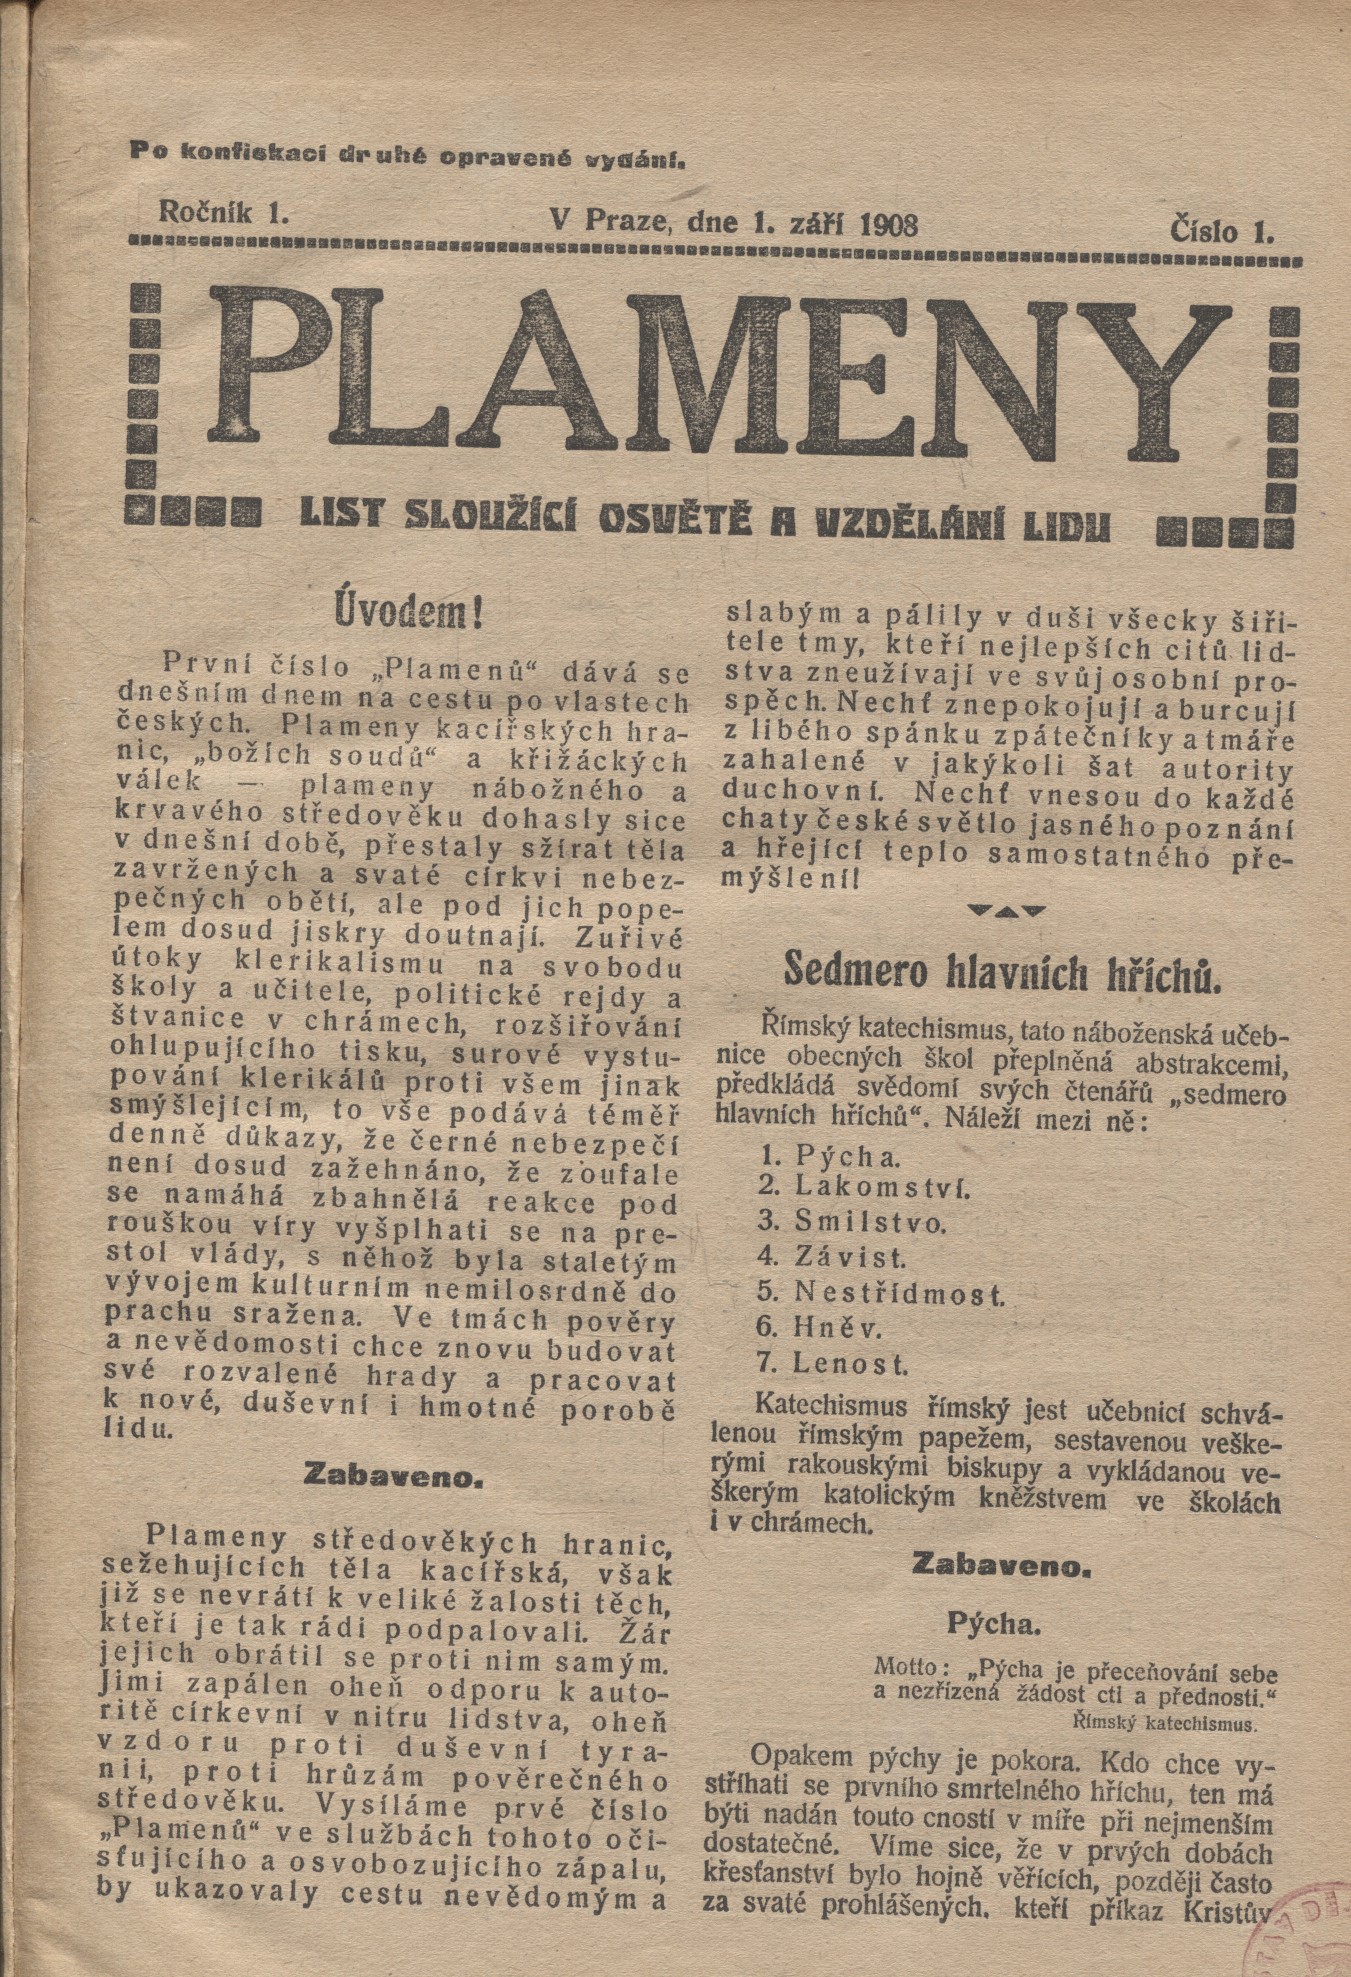 Po konfiskaci druhé opravené vydání.
Ročník 1.
V Praze, dne 1. září 1908
Číslo 1.
PLAMENY
LIST SLOUŽÍCÍ OSVĚTĚ A VZDĚLÁNÍ LIDU
Úvodem!
První číslo „Plamenů“ dává se
dnešním dnem na cestu po vlastech
českých. Plameny kacířských hra-
nic, „božích soudů“ a křižáckých
válek — plameny nábožného a
krvavého středověku dohasly sice
v dnešní době, přestaly sžírat těla
zavržených a svaté církvi nebez-
pečných obětí, ale pod jich pope-
lem dosud jiskry doutnají. Zuřivé
útoky klerikalismu na svobodu
školy a učitele, politické rejdy a
štvanice v chrámech, rozšiřování
ohlupujícího tisku, surové vystu-
pování klerikálů proti všem jinak
smýšlejícím, to vše podává téměř
denně důkazy, že černé nebezpečí
není dosud zažehnáno, že zoufale
se namáhá zbahnělá reakce pod
rouškou víry vyšplhati se na pre-
stol vlády, s něhož byla staletým
vývojem kulturním nemilosrdně do
prachu sražena. Ve tmách pověry
a nevědomosti chce znovu budovat
své rozvalené hrady a pracovat
k nové, duševní i hmotné porobě
lidu.
Zabaveno.
Plameny středověkých hranic,
sežehujících těla kacířská, však
již se nevrátí k veliké žalosti těch,
kteří je tak rádi podpalovali. Žár
jejich obrátil se proti nim samým.
Jimi zapálen oheň odporu k auto-
ritě církevní v nitru lidstva, oheň
vzdoru proti duševní tyra-
nii, proti hrůzám pověrečného
středověku. Vysíláme prvé číslo
„Plamenů“ ve službách tohoto oči-
sťujícího a osvobozujícího zápalu,
by ukazovaly cestu nevědomým a
slabým a pálily v duši všecky šiři-
tele tmy, kteří nejlepších citů lid-
stva zneužívají ve svůj osobní pro-
spěch. Nechť znepokojují a burcují
z libého spánku zpátečníky a tmáře
zahalené v jakýkoli šat autority
duchovní. Nechť vnesou do každé
chaty české světlo jasného poznání
a hřející teplo samostatného pře-
mýšlení!
Sedmero hlavních hříchů.
Římský katechismus, tato náboženská učeb-
nice obecných škol přeplněná abstrakcemi,
předkládá svědomí svých čtenářů „sedmero
hlavních hříchů“. Náleží mezi ně:
1. Pýcha.
2. Lakomství.
3. Smilstvo.
4. Závist.
5. Nestřídmost.
6. Hněv.
7. Lenost.
Katechismus římský jest učebnicí schvá-
lenou římským papežem, sestavenou veške-
rými rakouskými biskupy a vykládanou ve-
škerým katolickým kněžstvem ve školách
i v chrámech.
Zabaveno.
Pýcha.
Motto: „Pýcha je přeceňování sebe
a nezřízená žádost cti a přednosti.“
Římský katechismus.
Opakem pýchy je pokora. Kdo chce vy-
stříhati se prvního smrtelného hříchu, ten má
býti nadán touto cností v míře při nejmenším
dostatečné. Víme sice, že v prvých dobách
křesťanství bylo hojně věřících, později často
za svaté prohlášených, kteří příkaz Kristův